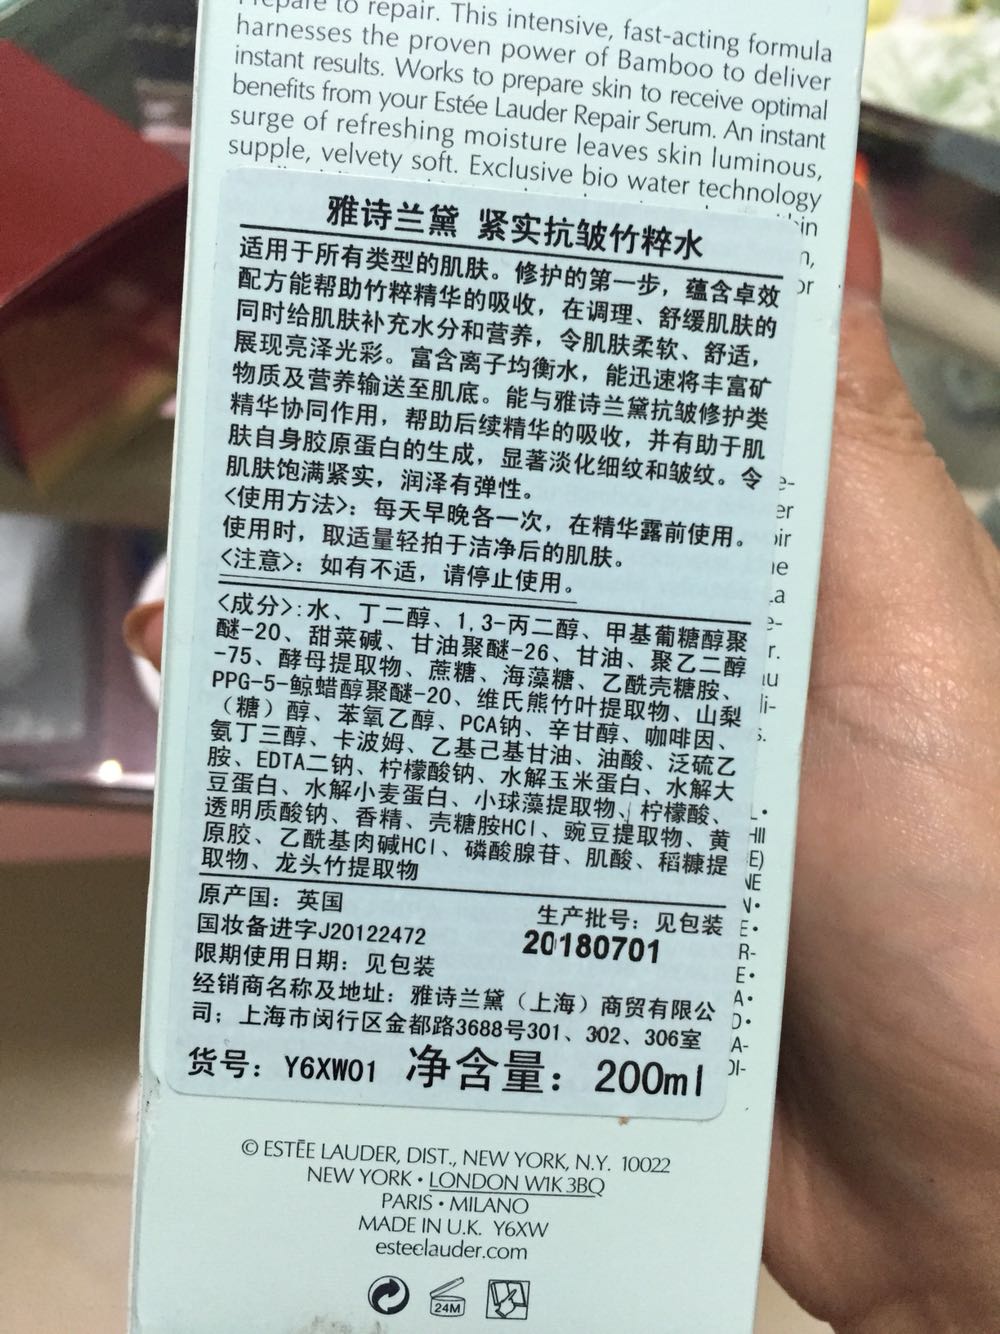 Prepare to repair. This intensive, fast-acting formula
harnesses the proven power of Bamboo to deliver
instant results. Works to prepare skin to receive optimal
benefits from your Estée Lauder Repair Serum. An instant
surge of refreshing moisture leaves skin luminous,
supple, velvety soft. Exclusive bio water technology
雅诗兰黛 紧实抗皱竹粹水
适用于所有类型的肌肤。修护的第一步，蕴含卓效
配方能帮助竹粹精华的吸收，在调理、舒缓肌肤的
同时给肌肤补充水分和营养，令肌肤柔软、舒适，
展现亮泽光彩。富含离子均衡水，能迅速将丰富矿
物质及营养输送至肌底。能与雅诗兰黛抗皱修护类
精华协同作用，帮助后续精华的吸收，并有助于肌
肤自身胶原蛋白的生成，显著淡化细纹和皱纹。令
肌肤饱满紧实，润泽有弹性。
<使用方法>：每天早晚各一次，在精华露前使用。
使用时，取适量轻拍于洁净后的肌肤。
<注意>：如有不适，请停止使用。
<成分>：水、丁二醇、1,3-丙二醇、甲基葡糖醇聚
醚-20、甜菜碱、甘油聚醚-26、甘油、聚乙二醇
-75、酵母提取物、蔗糖、海藻糖、乙酰壳糖胺、
PPG-5-鲸蜡醇聚醚-20、维氏熊竹叶提取物、山梨
（糖）醇、苯氧乙醇、PCA钠、辛甘醇、咖啡因、
氨丁三醇、卡波姆、乙基己基甘油、油酸、泛硫乙
胺、EDTA二钠、柠檬酸钠、水解玉米蛋白、水解大
豆蛋白、水解小麦蛋白、小球藻提取物、柠檬酸、
透明质酸钠、香精、壳糖胺HCl、豌豆提取物、黄
原胶、乙酰基肉碱HCl、磷酸腺苷、肌酸、稻糠提
取物、龙头竹提取物
原产国：英国
生产批号：见包装
国妆备进字J20122472
20180701
限期使用日期：见包装
经销商名称及地址：雅诗兰黛（上海）商贸有限公
司；上海市闵行区金都路3688号301、302、306室
货号：Y6XW01 净含量：200ml
© ESTĒE LAUDER, DIST., NEW YORK, N.Y. 10022
NEW YORK • LONDON W1K 3BQ
PARIS • MILANO
MADE IN U.K. Y6XW
esteelauder.com
24M